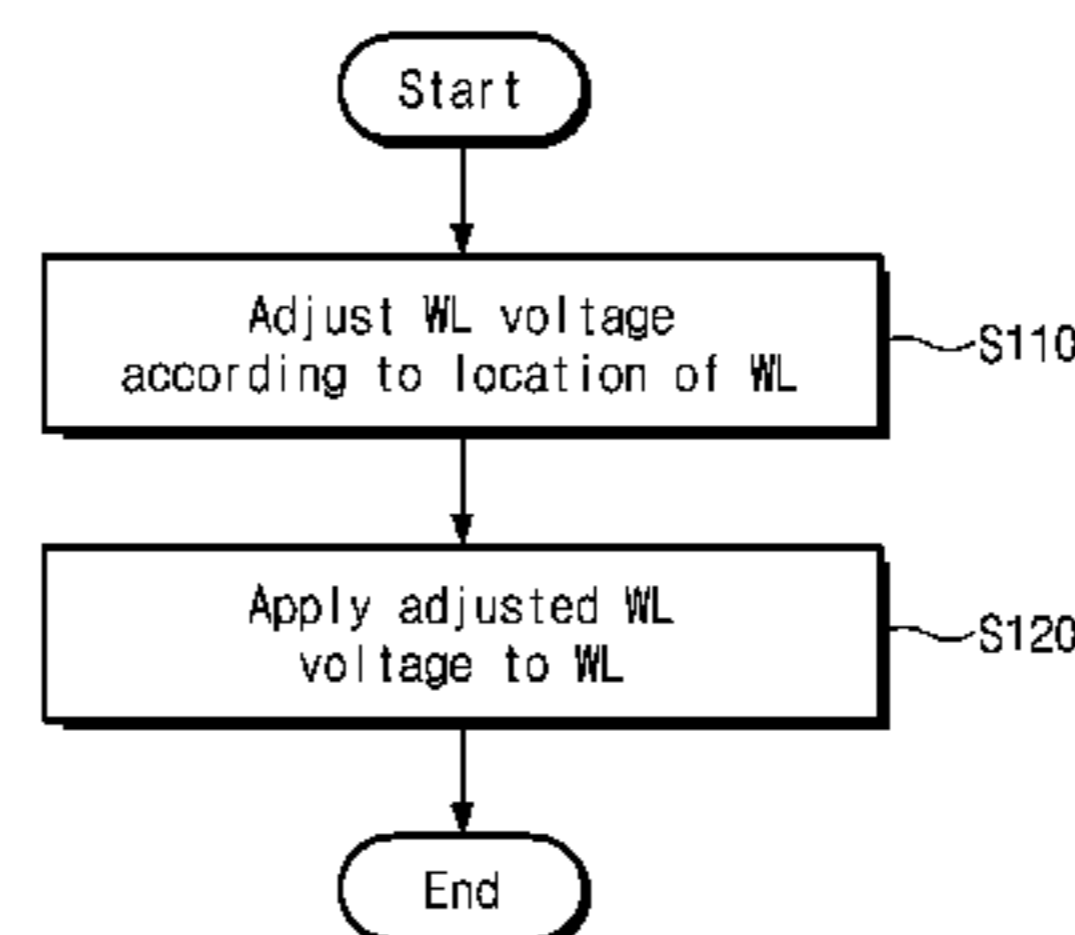 Start
Adjust WL voltage
according to location of WL
S110
Apply adjusted WL
voltage to WL
S120
End